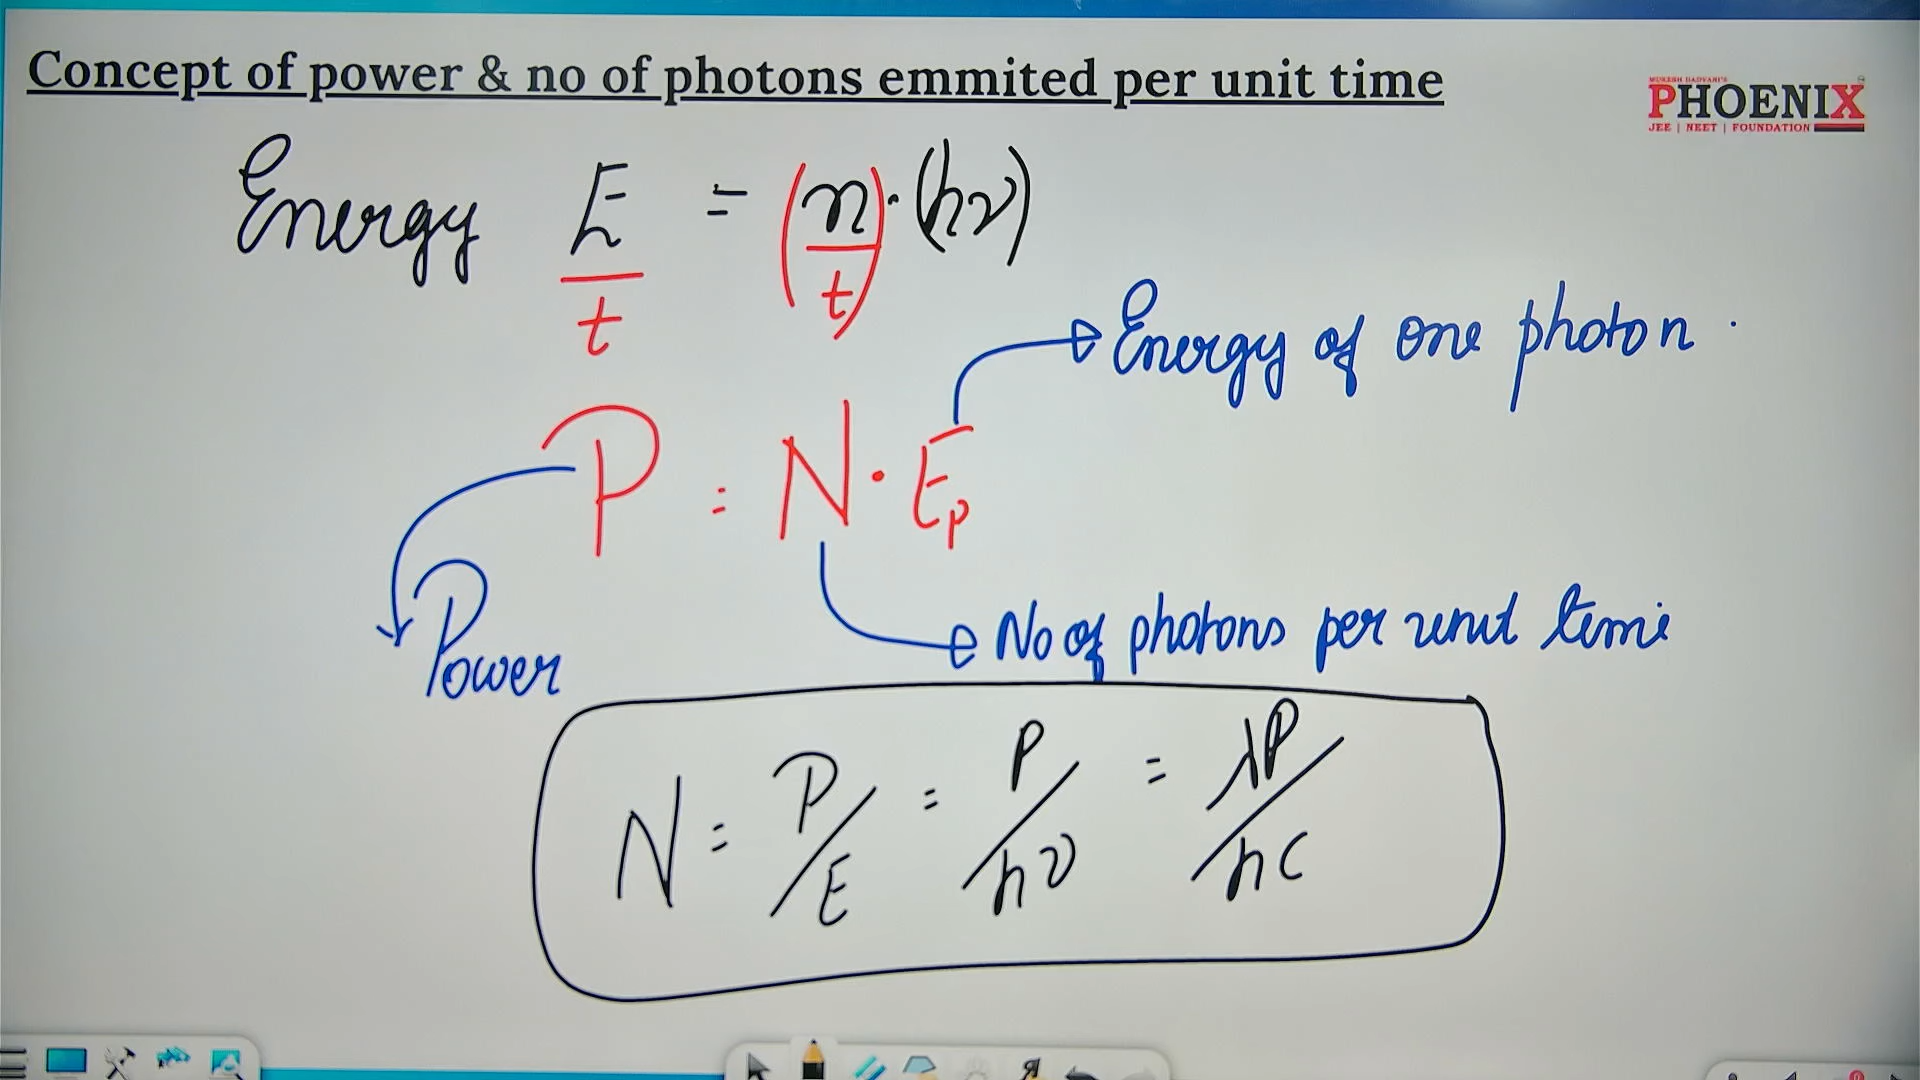 Concept of power & no of photons emmited per unit time
MUKESH DADVANI'S
PHOENIX
JEE | NEET | FOUNDATION
Energy E/t = (n/t)·(hν)
Energy of one photon.
P = N·Ep
No of photons per unit time
Power
N = P/E = P/hν = λP/hc